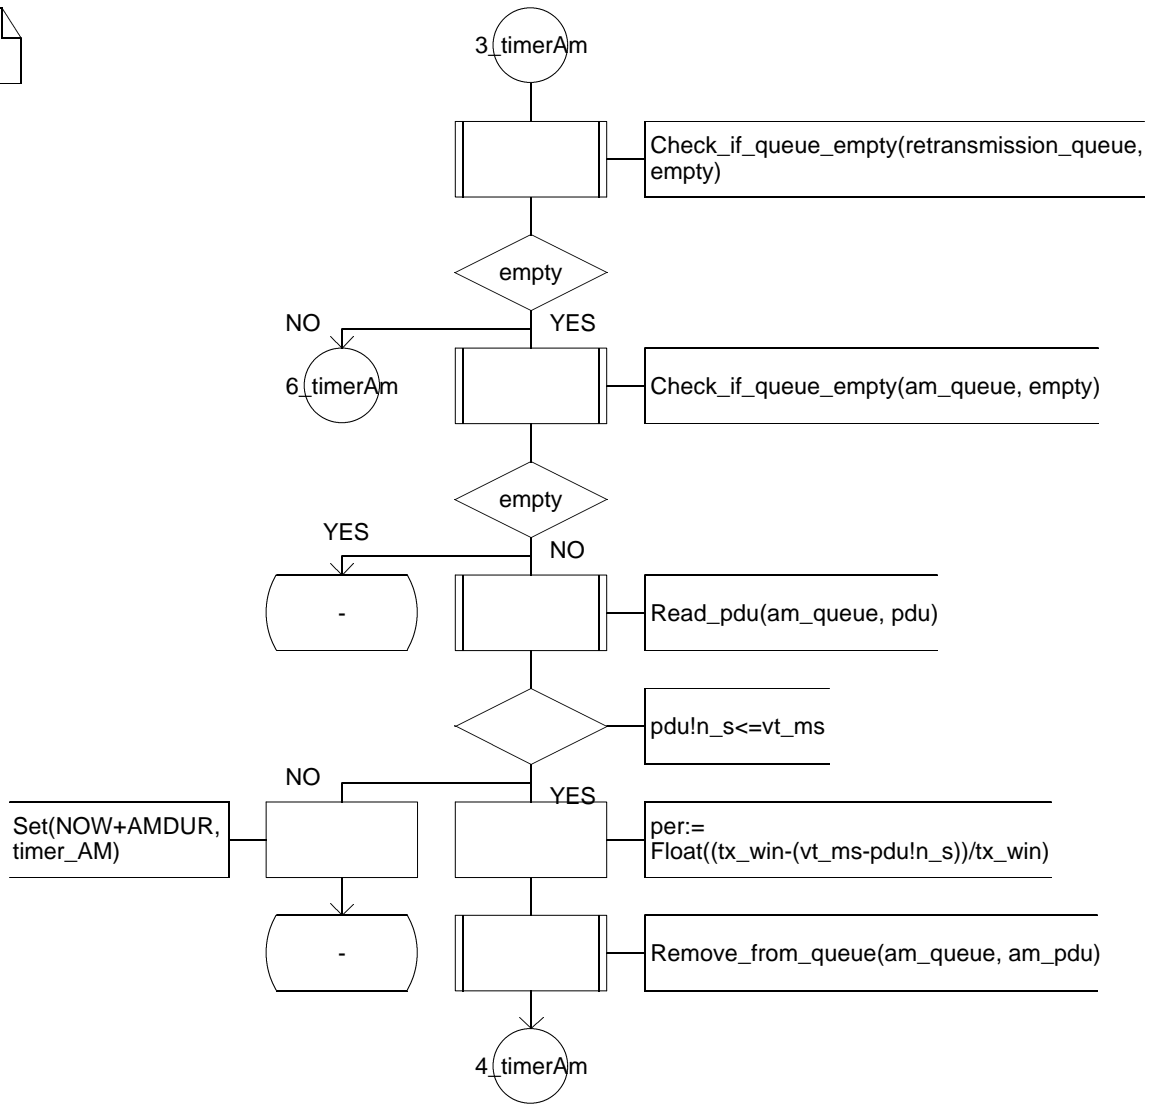 3_timerAm
Check_if_queue_empty(retransmission_queue,
empty)
empty
NO
YES
6_timerAm
Check_if_queue_empty(am_queue, empty)
empty
YES
NO
-
Read_pdu(am_queue, pdu)
pdu!n_s<=vt_ms
NO
YES
Set(NOW+AMDUR,
timer_AM)
per:=
Float((tx_win-(vt_ms-pdu!n_s))/tx_win)
-
Remove_from_queue(am_queue, am_pdu)
4_timerAm